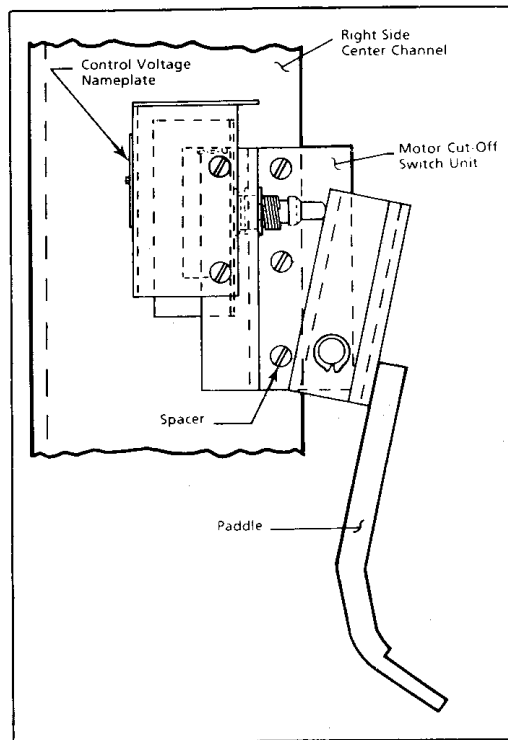 Right Side
Center Channel
Control Voltage
Nameplate
Motor Cut-Off
Switch Unit
Spacer
Paddle